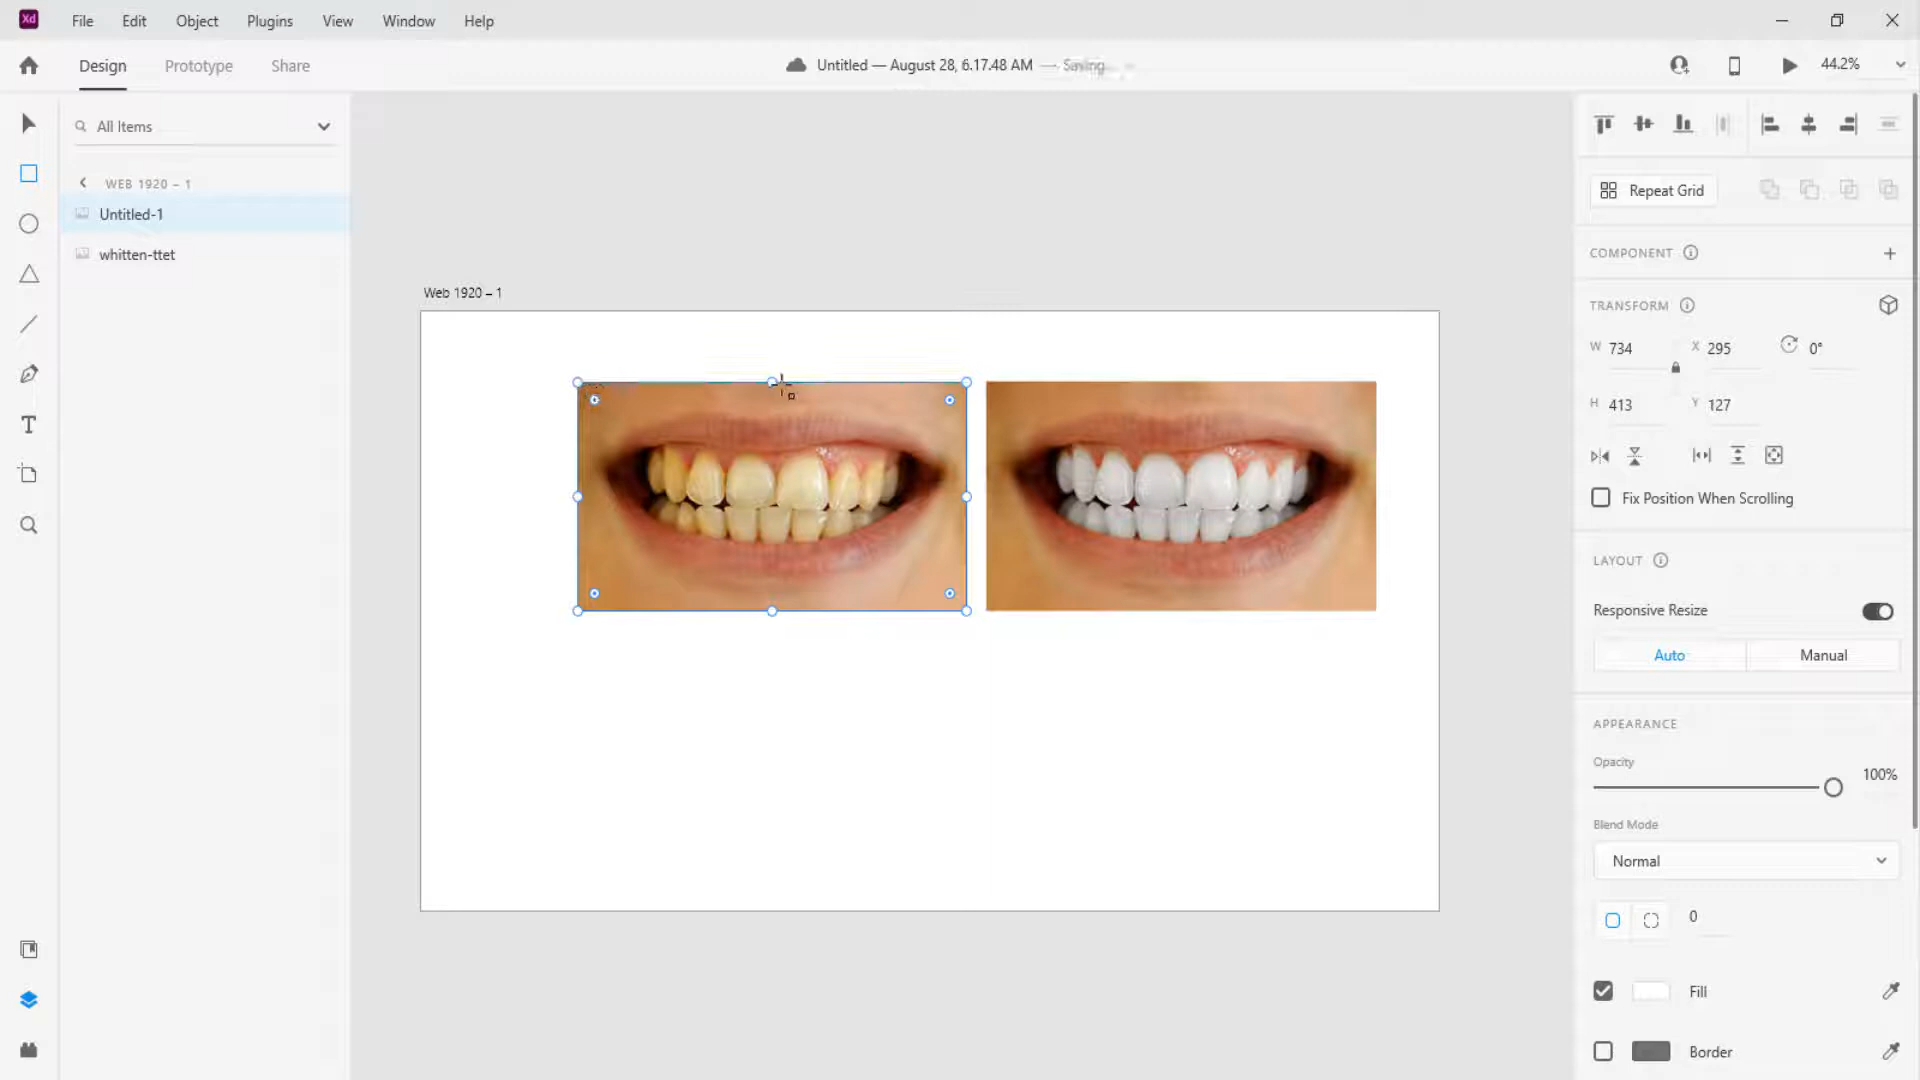 Xd File Edit Plugins Object View Window Help
Design Prototype Share
Untitled — August 28, 6.17.48 AM — Saving
44.2%
All Items
WEB 1920 – 1
Untitled-1
whitten-ttet
T
Web 1920 – 1
Repeat Grid
COMPONENT
TRANSFORM
W 734 X 295 0°
H 413 Y 127
Fix Position When Scrolling
LAYOUT
Responsive Resize
Auto Manual
APPEARANCE
Opacity
100%
Blend Mode
Normal
0
Fill
Border